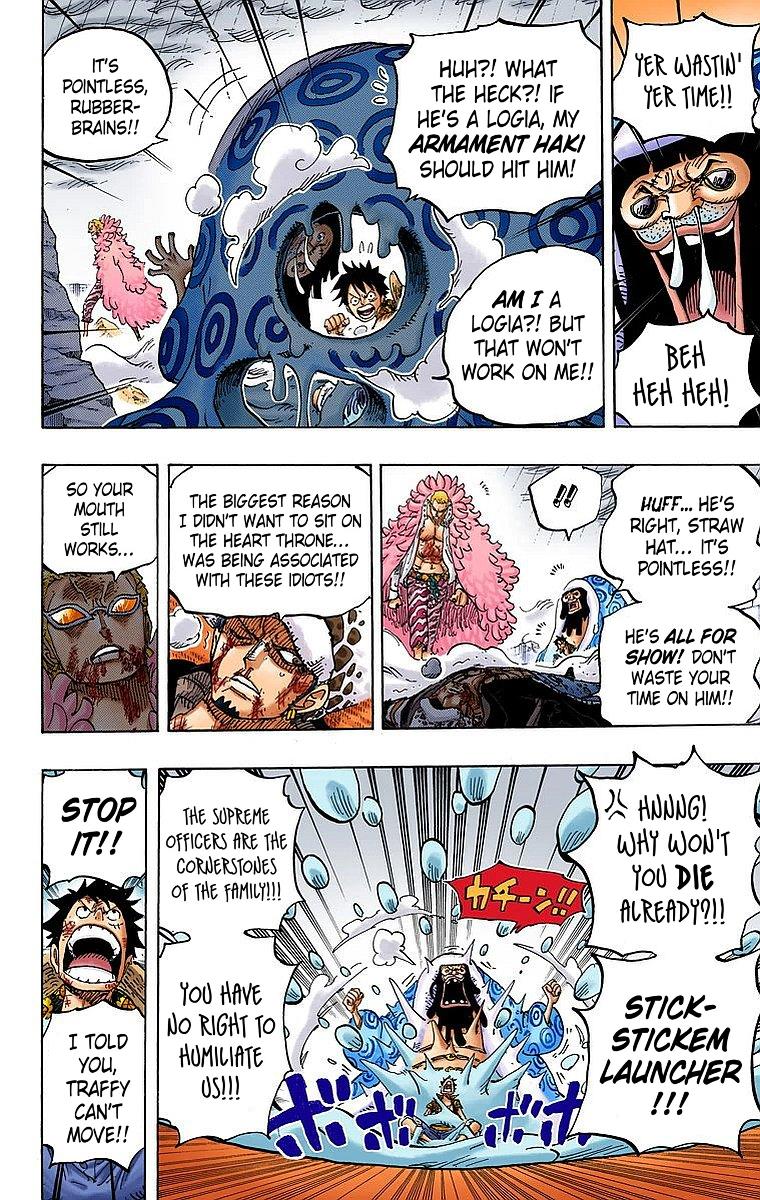 YER WASTIN'
YER TIME!!
BEH
HEH HEH!
HUH?! WHAT
THE HECK?! IF
HE'S A LOGIA, MY
ARMAMENT HAKI
SHOULD HIT HIM!
AM I A
LOGIA?! BUT
THAT WON'T
WORK ON ME!!
IT'S
POINTLESS,
RUBBER-
BRAINS!!
HUFF... HE'S
RIGHT, STRAW
HAT... IT'S
POINTLESS!!
HE'S ALL FOR
SHOW! DON'T
WASTE YOUR
TIME ON HIM!!
!!
THE BIGGEST REASON
I DIDN'T WANT TO SIT ON
THE HEART THRONE...
WAS BEING ASSOCIATED
WITH THESE IDIOTS!!
SO YOUR
MOUTH
STILL
WORKS...
HNNNG!
WHY WON'T
YOU DIE
ALREADY?!!
STICK-
STICKEM
LAUNCHER
!!!
カチーン!!
ボボボボ
THE SUPREME
OFFICERS ARE THE
CORNERSTONES
OF THE FAMILY!!!
YOU HAVE
NO RIGHT TO
HUMILIATE
US!!!
STOP
IT!!
I TOLD
YOU,
TRAFFY
CAN'T
MOVE!!